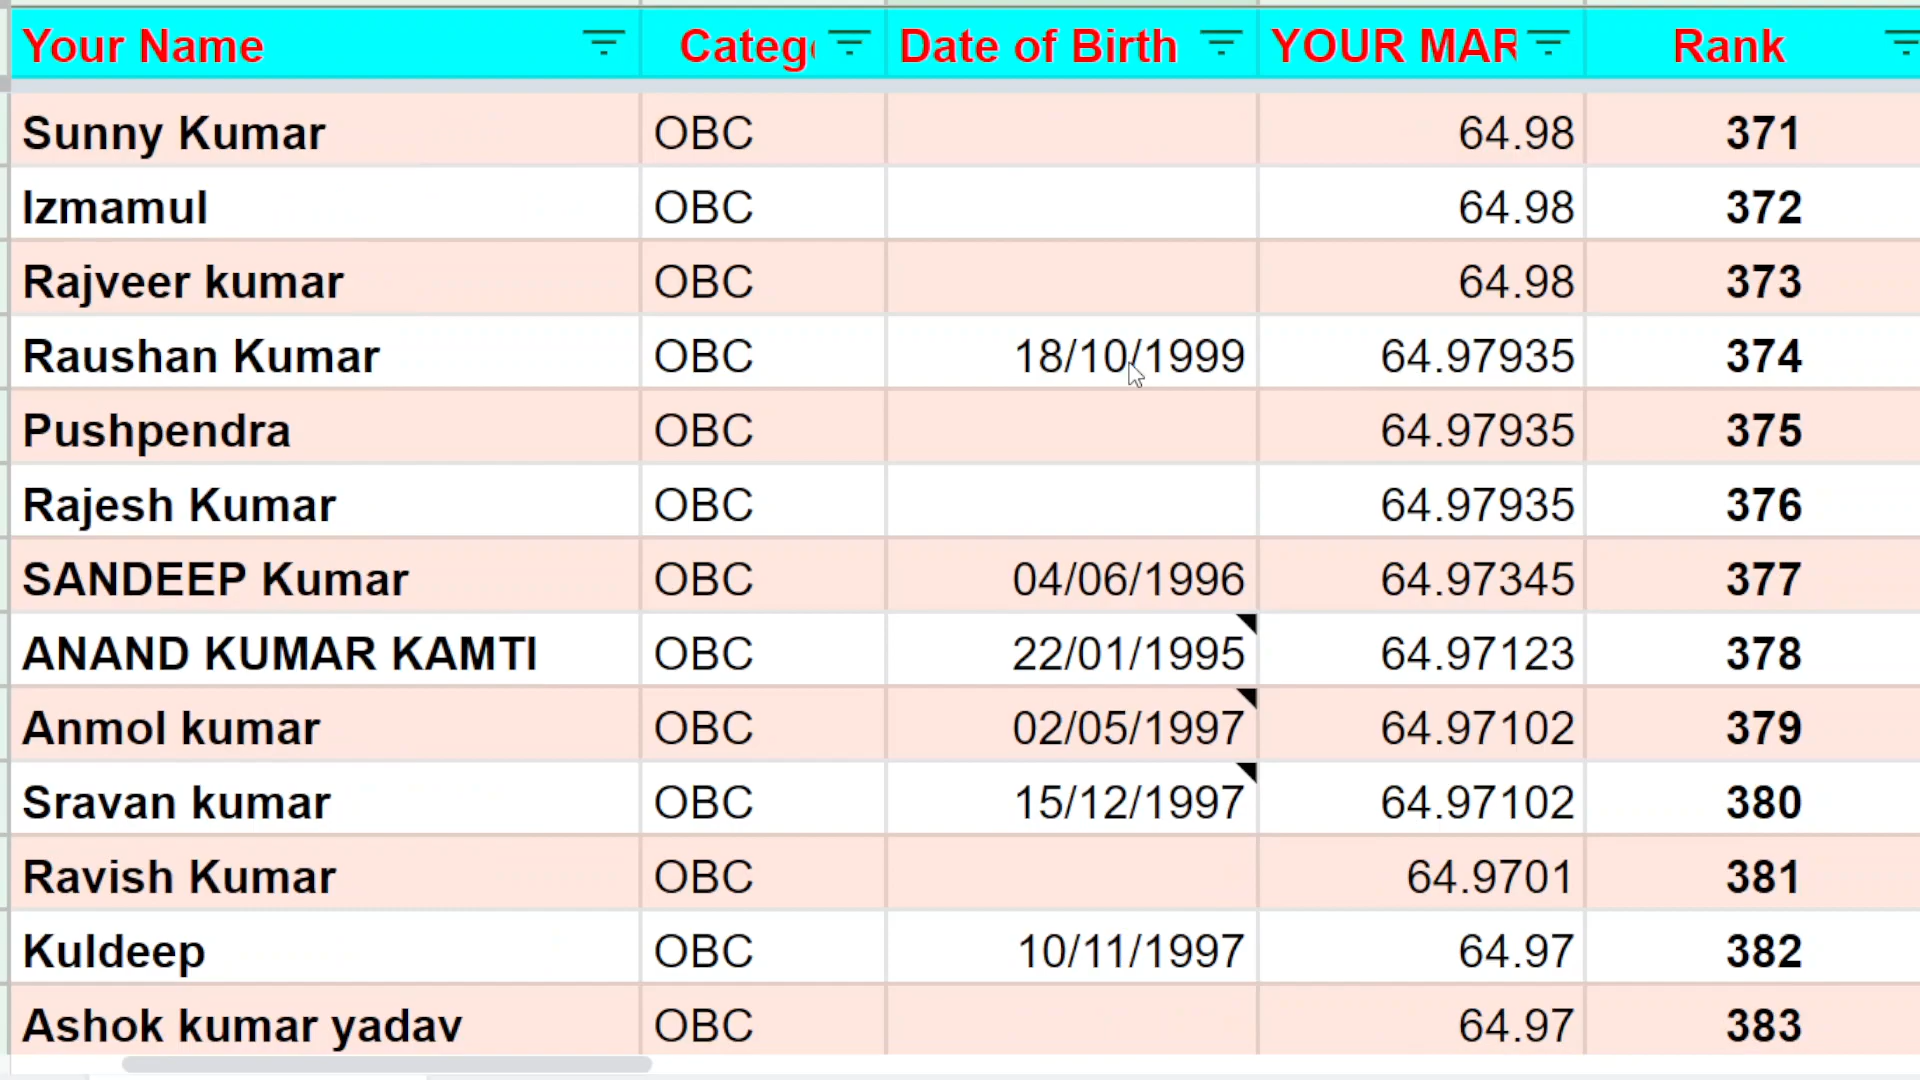 Your Name Categ Date of Birth YOUR MAR Rank
Sunny Kumar OBC 64.98 371
Izmamul OBC 64.98 372
Rajveer kumar OBC 64.98 373
Raushan Kumar OBC 18/10/1999 64.97935 374
Pushpendra OBC 64.97935 375
Rajesh Kumar OBC 64.97935 376
SANDEEP Kumar OBC 04/06/1996 64.97345 377
ANAND KUMAR KAMTI OBC 22/01/1995 64.97123 378
Anmol kumar OBC 02/05/1997 64.97102 379
Sravan kumar OBC 15/12/1997 64.97102 380
Ravish Kumar OBC 64.9701 381
Kuldeep OBC 10/11/1997 64.97 382
Ashok kumar yadav OBC 64.97 383